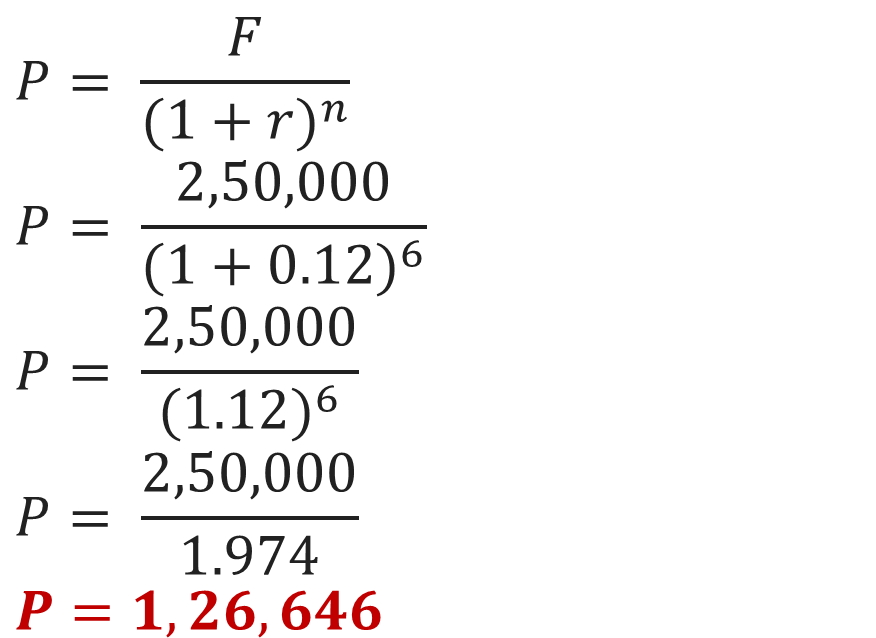 P = F / (1 + r)^n
P = 2,50,000 / (1 + 0.12)^6
P = 2,50,000 / (1.12)^6
P = 2,50,000 / 1.974
P = 1,26,646